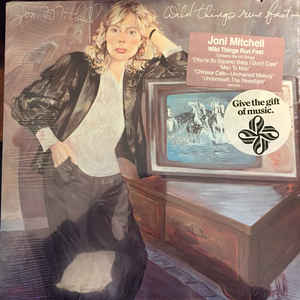 Joni Mitchell
Wild things run fast
Joni Mitchell
Wild Things Run Fast
"(You're So Square) Baby, I Don't Care"
"Chinese Cafe—Unchained Melody"
"Underneath The Streetlight"
Give the gift
of music.